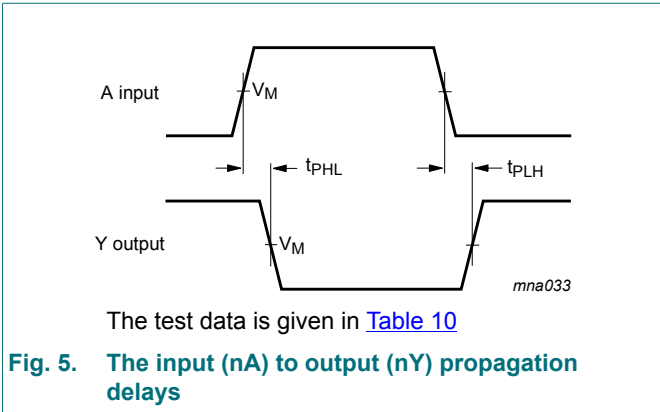 A input
VM
tPHL
tPLH
Y output
VM
mna033
The test data is given in Table 10
Fig. 5. The input (nA) to output (nY) propagation
delays